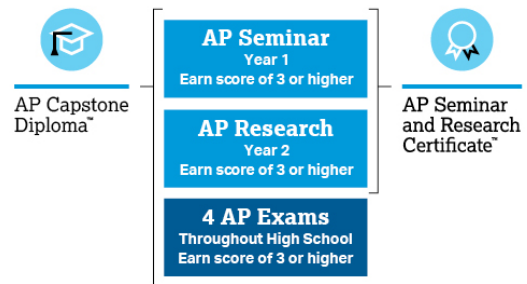 AP Capstone
Diploma™
AP Seminar
Year 1
Earn score of 3 or higher
AP Research
Year 2
Earn score of 3 or higher
4 AP Exams
Throughout High School
Earn score of 3 or higher
AP Seminar
and Research
Certificate™